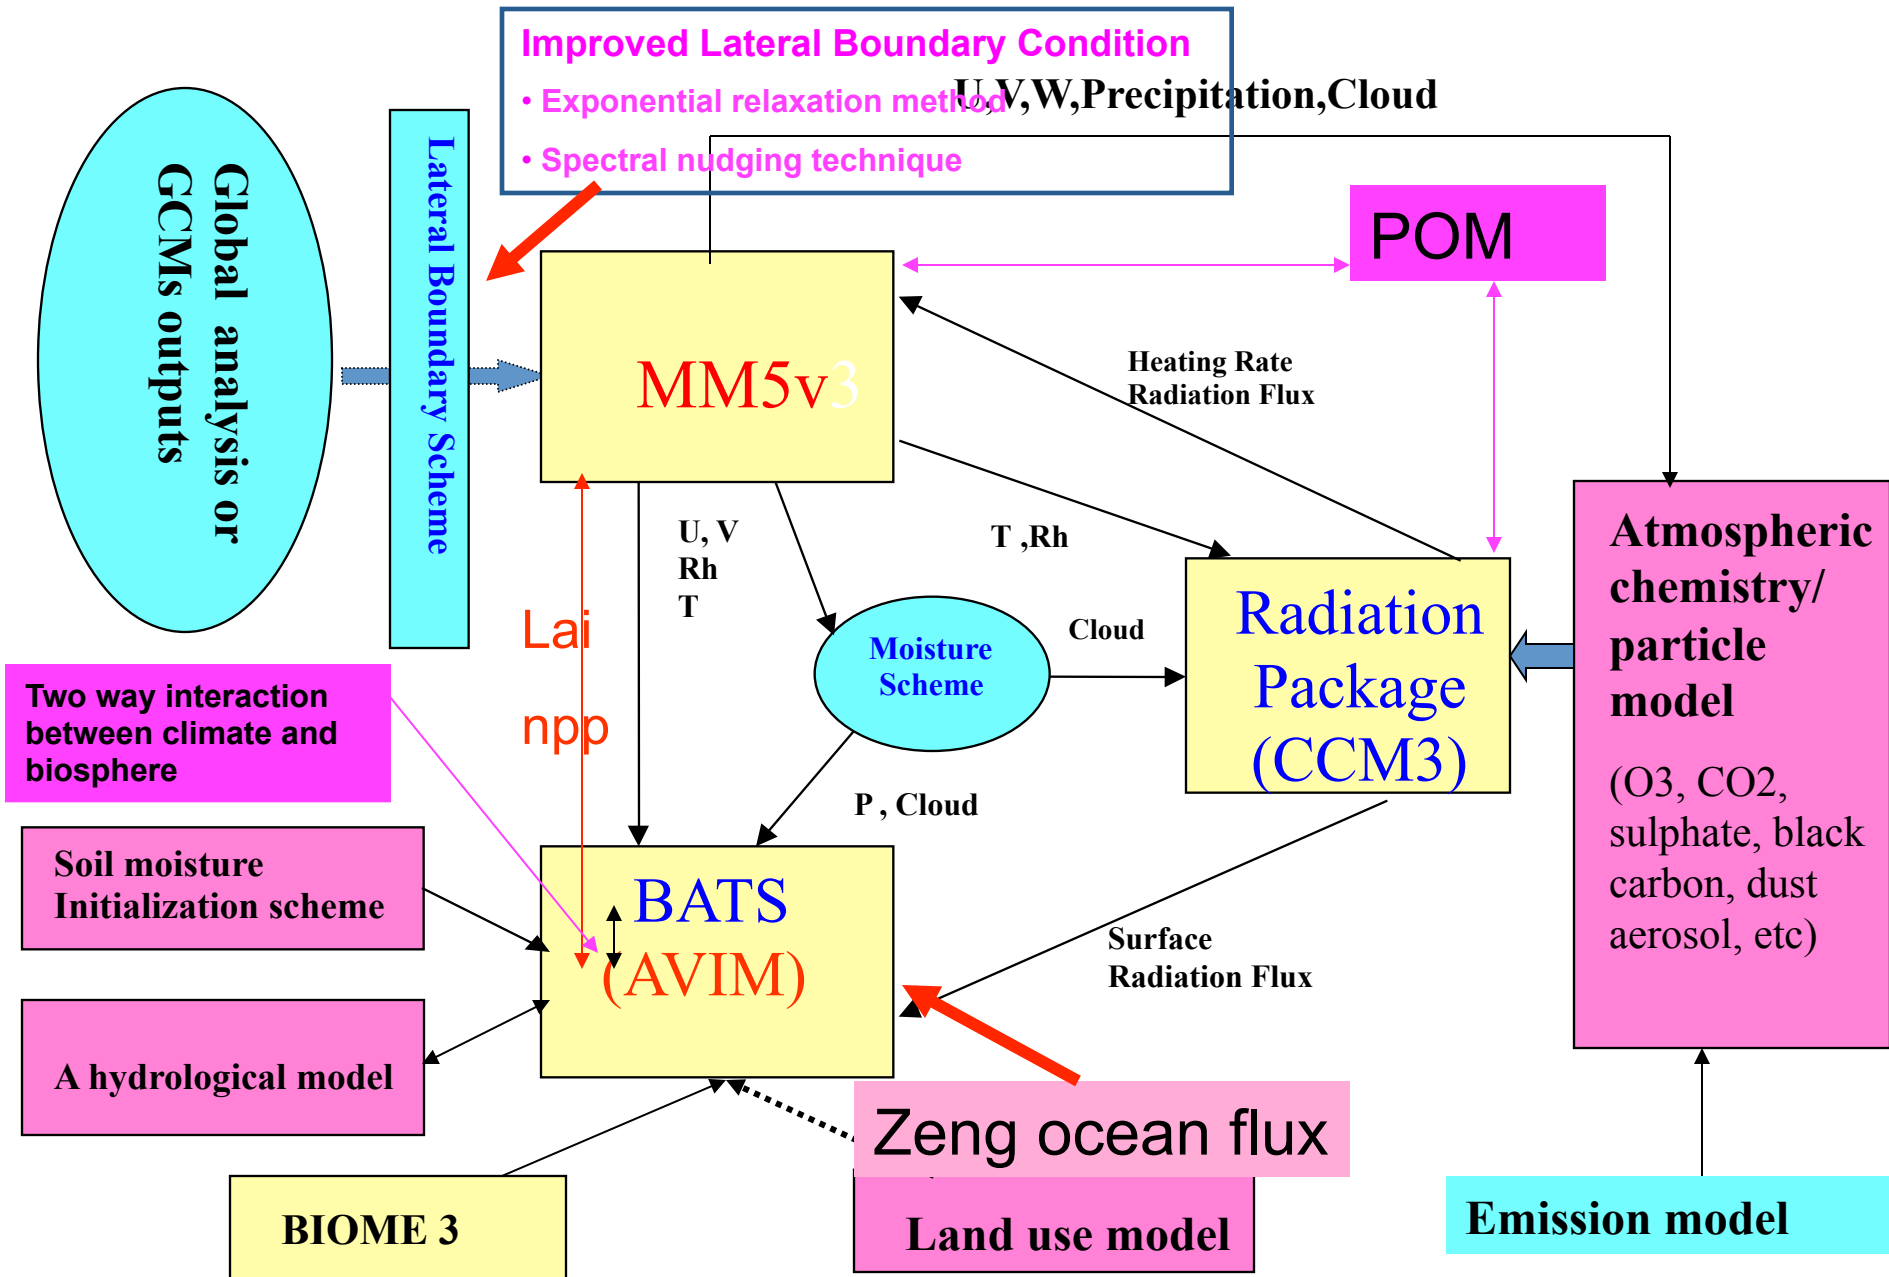 Improved Lateral Boundary Condition
• Exponential relaxation method
• Spectral nudging technique
U,V,W,Precipitation,Cloud
Global analysis or
GCMs outputs
Lateral Boundary Scheme
POM
MM5v3
Heating Rate
Radiation Flux
U, V
Rh
T
T ,Rh
Lai
npp
Moisture
Scheme
Cloud
Radiation
Package
(CCM3)
Atmospheric
chemistry/
particle
model
(O3, CO2,
sulphate, black
carbon, dust
aerosol, etc)
Two way interaction
between climate and
biosphere
P , Cloud
Soil moisture
Initialization scheme
BATS
(AVIM)
Surface
Radiation Flux
A hydrological model
Zeng ocean flux
BIOME 3
Land use model
Emission model